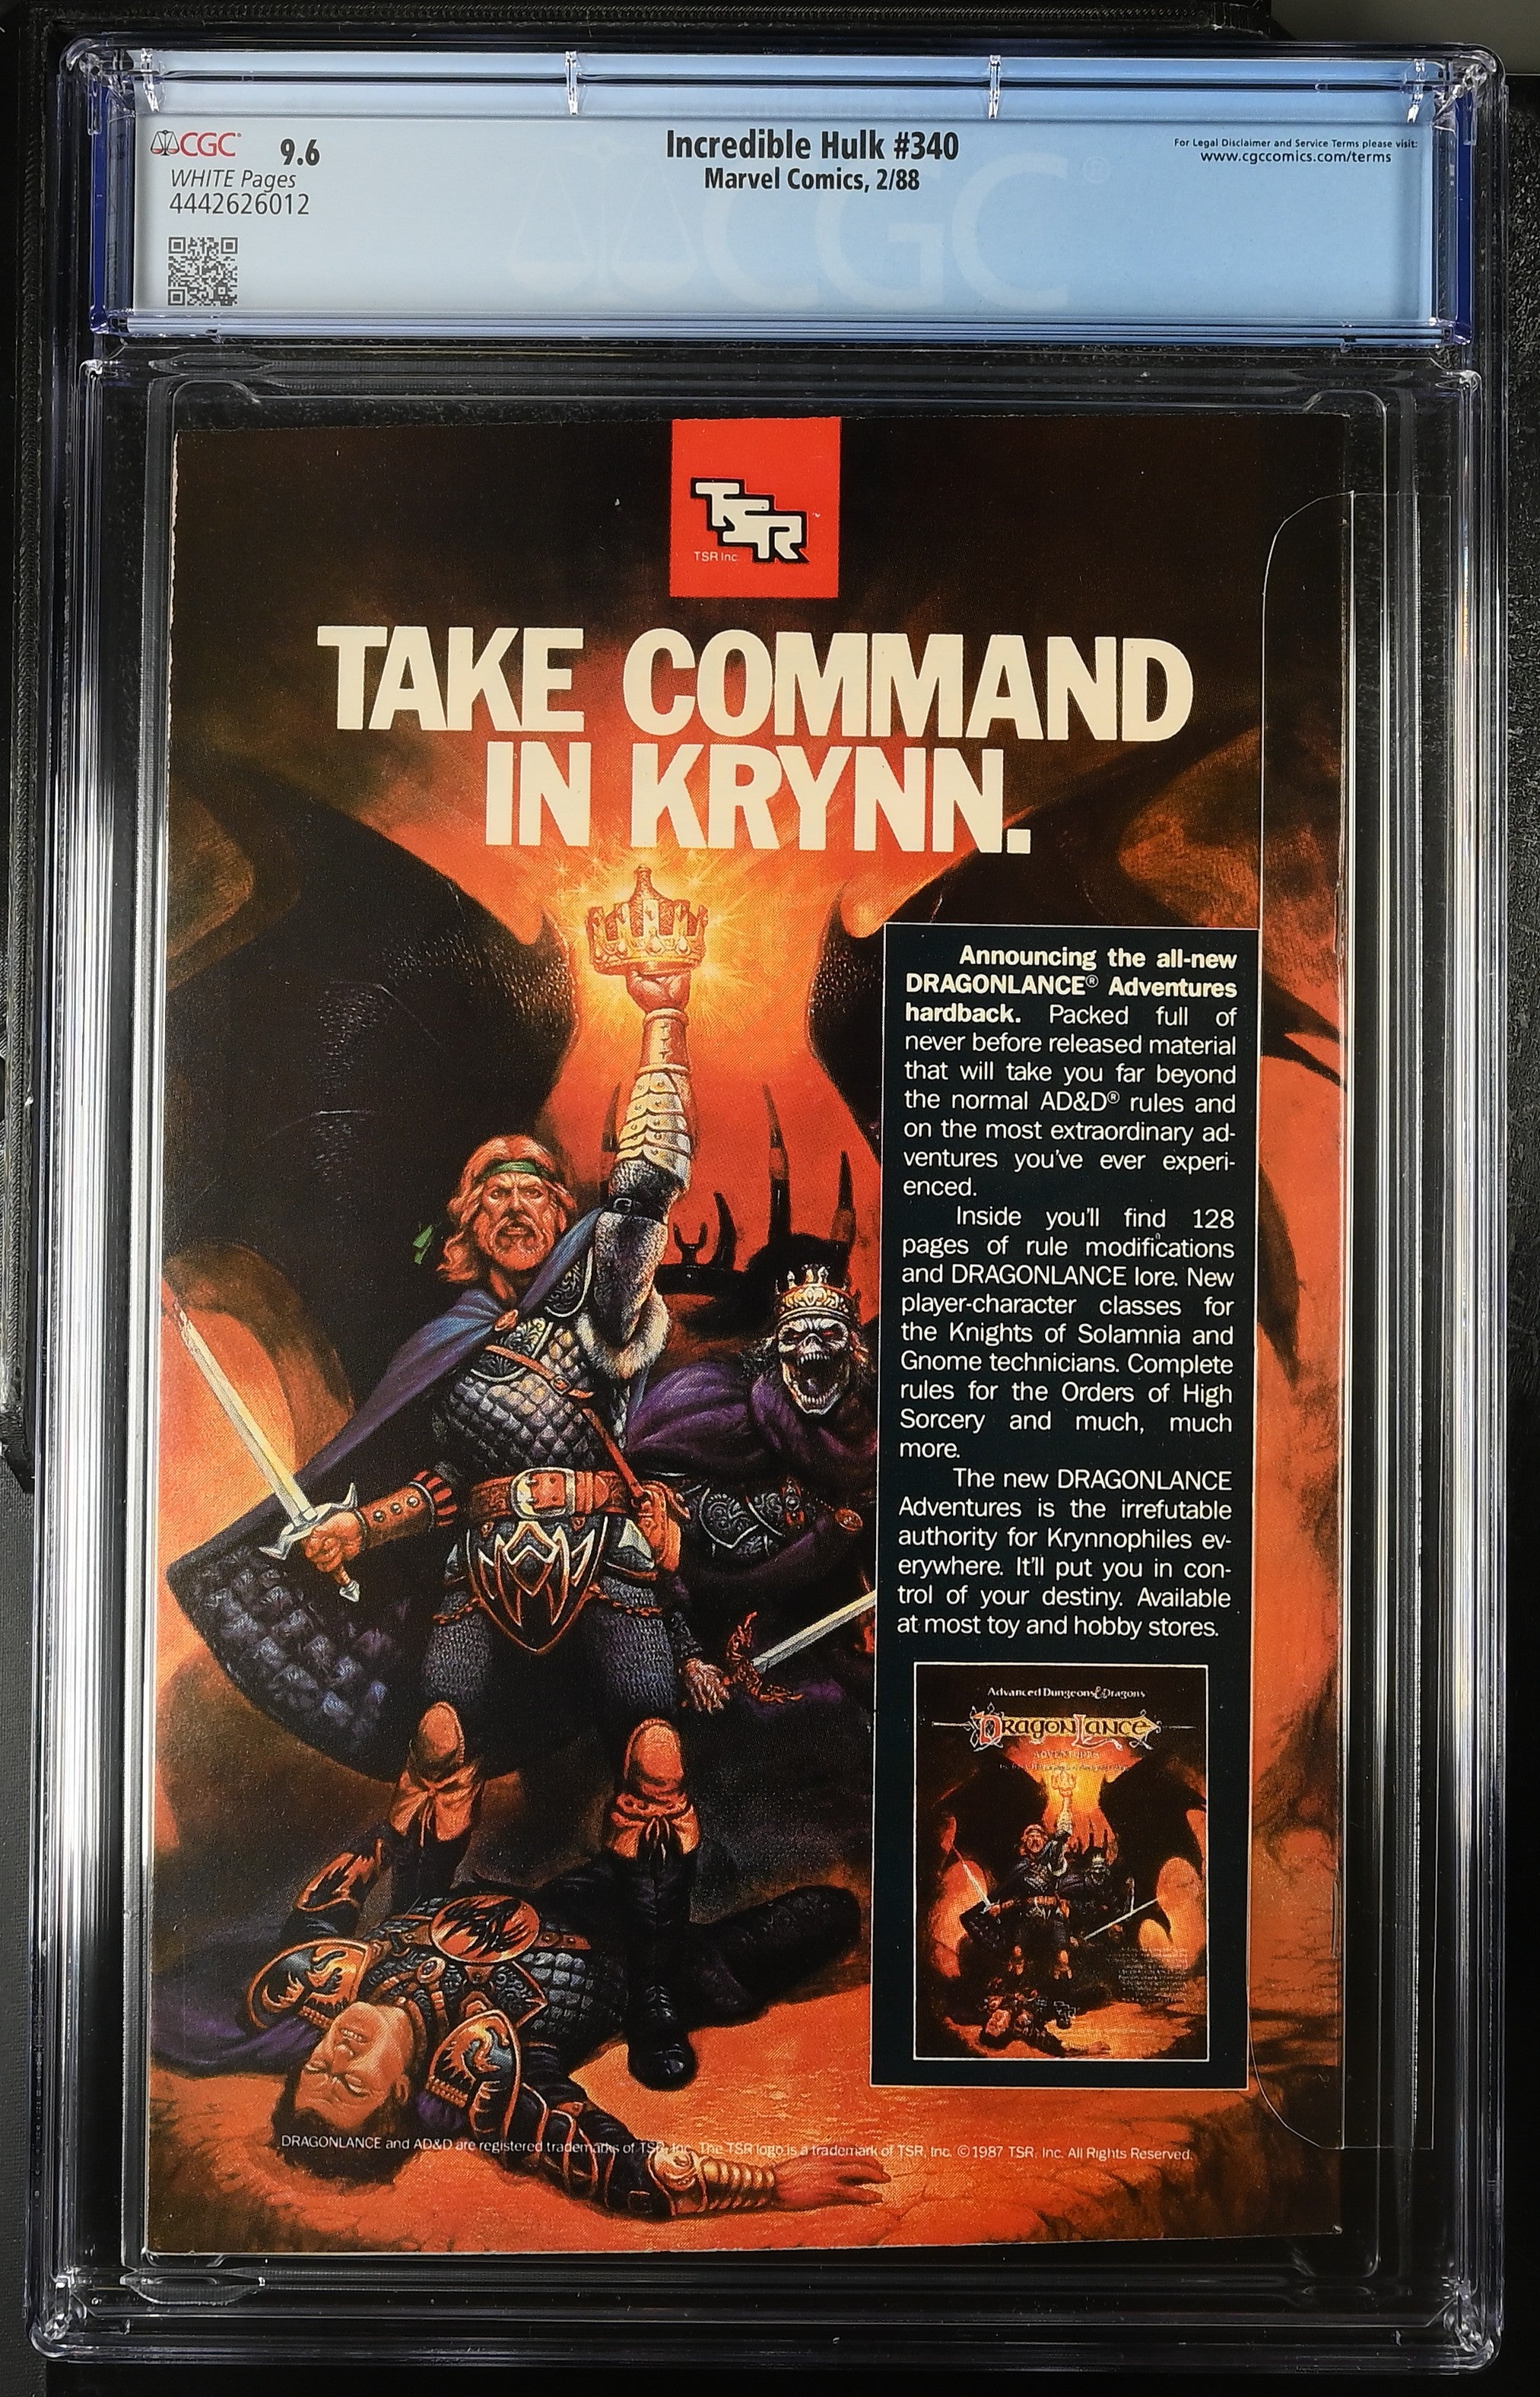 CGC 9.6
WHITE Pages
4442626012
Incredible Hulk #340
Marvel Comics, 2/88
For Legal Disclaimer and Service Terms please visit:
www.cgccomics.com/terms
CGC
TSR
TSR Inc.
TAKE COMMAND
IN KRYNN.
Announcing the all-new
DRAGONLANCE® Adventures
hardback. Packed full of
never before released material
that will take you far beyond
the normal AD&D® rules and
on the most extraordinary ad-
ventures you've ever experi-
enced.
Inside you'll find 128
pages of rule modifications
and DRAGONLANCE lore. New
player-character classes for
the Knights of Solamnia and
Gnome technicians. Complete
rules for the Orders of High
Sorcery and much, much
more.
The new DRAGONLANCE
Adventures is the irrefutable
authority for Krynnophiles ev-
erywhere. It'll put you in con-
trol of your destiny. Available
at most toy and hobby stores.
Advanced Dungeons & Dragons
DRAGONLANCE
ADVENTURES
DRAGONLANCE and AD&D are registered trademarks of TSR, Inc. The TSR logo is a trademark of TSR, Inc. ©1987 TSR, Inc. All Rights Reserved.